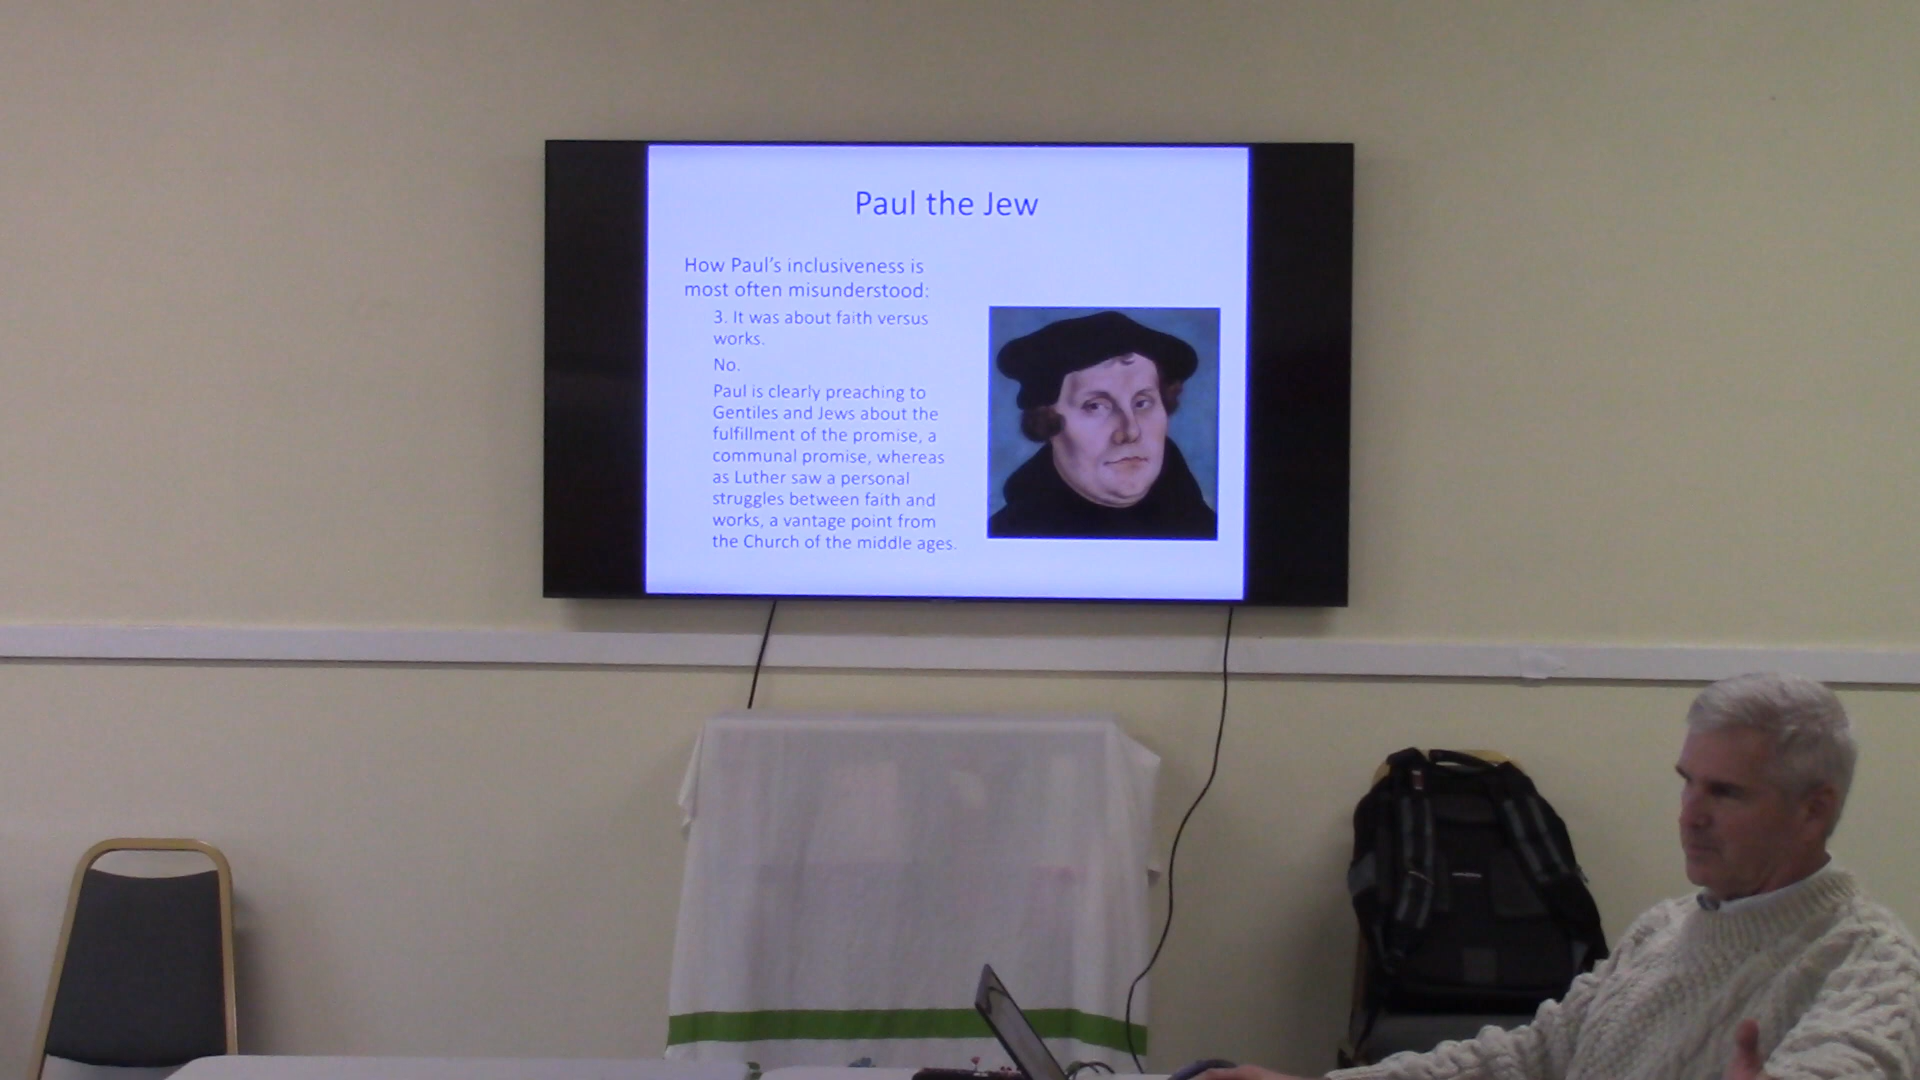 Paul the Jew
How Paul's inclusiveness is
most often misunderstood:
3. It was about faith versus
works.
No.
Paul is clearly preaching to
Gentiles and Jews about the
fulfillment of the promise, a
communal promise, whereas
as Luther saw a personal
struggles between faith and
works, a vantage point from
the Church of the middle ages.